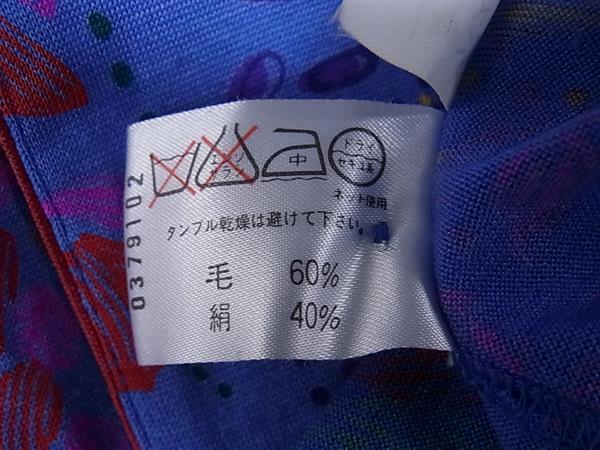 エンソ
サラシ
中
ドライ
セキユ系
ネット使用
タンブル乾燥は避けて下さい。
毛 60%
絹 40%
0379102